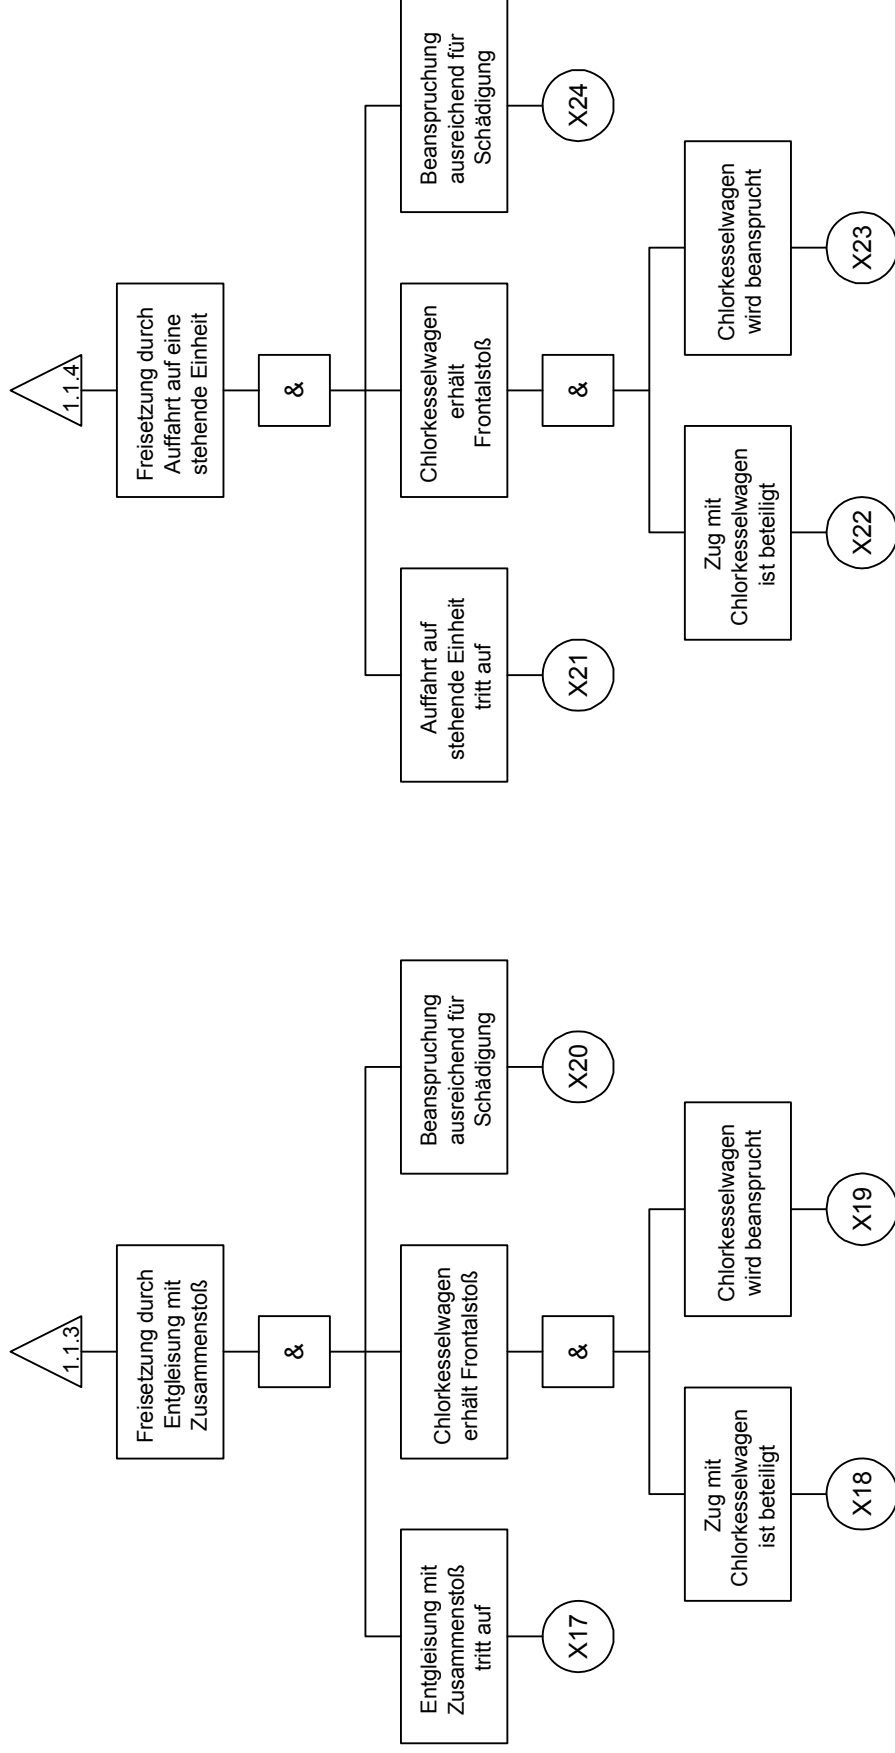 1.1.3
Freisetzung durch
Entgleisung mit
Zusammenstoß
&
Entgleisung mit
Zusammenstoß
tritt auf
Chlorkesselwagen
erhält Frontalstoß
Beanspruchung
ausreichend für
Schädigung
X17
&
X20
Zug mit
Chlorkesselwagen
ist beteiligt
Chlorkesselwagen
wird beansprucht
X18
X19
1.1.4
Freisetzung durch
Auffahrt auf eine
stehende Einheit
&
Auffahrt auf
stehende Einheit
tritt auf
Chlorkesselwagen
erhält
Frontalstoß
Beanspruchung
ausreichend für
Schädigung
X21
&
X24
Zug mit
Chlorkesselwagen
ist beteiligt
Chlorkesselwagen
wird beansprucht
X22
X23